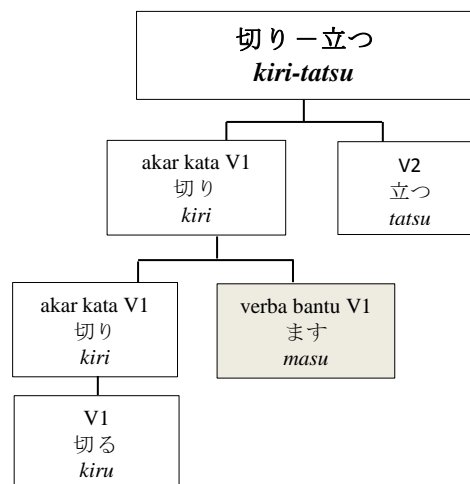 切り－立つ
kiri-tatsu
akar kata V1
切り
kiri
V2
立つ
tatsu
akar kata V1
切り
kiri
verba bantu V1
ます
masu
V1
切る
kiru